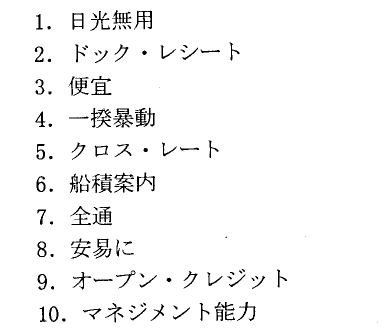 1. 日光無用
2. ドック・レシート
3. 便宜
4. 一揆暴動
5. クロス・レート
6. 船積案内
7. 全通
8. 安易に
9. オープン・クレジット
10. マネジメント能力